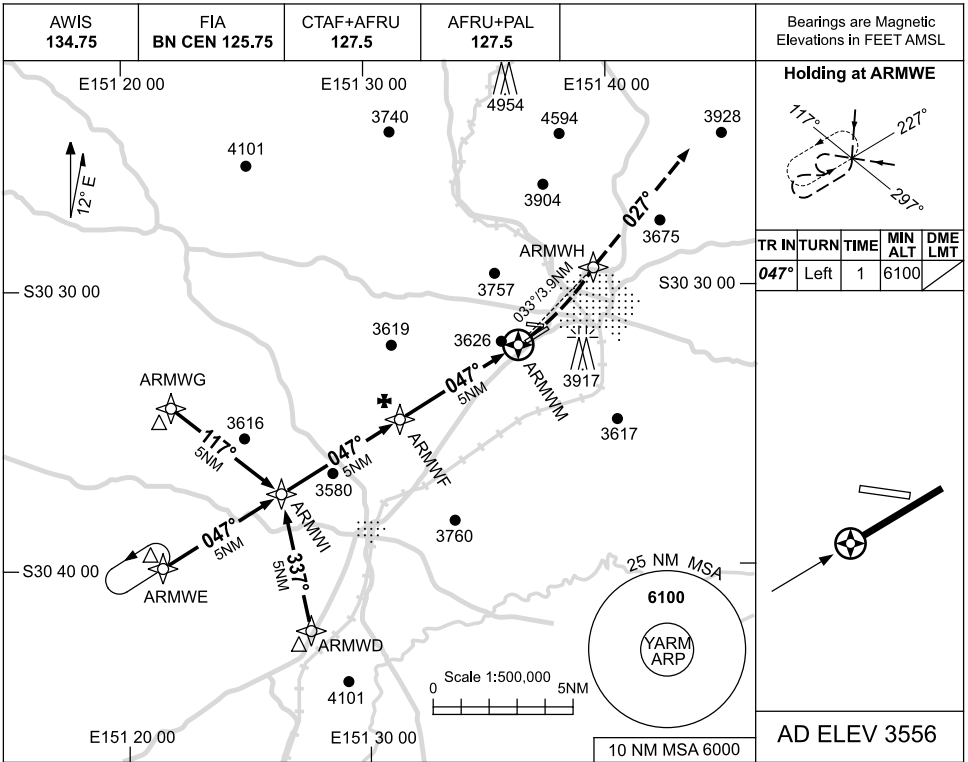 AWIS
134.75
FIA
BN CEN 125.75
CTAF+AFRU
127.5
AFRU+PAL
127.5
Bearings are Magnetic
Elevations in FEET AMSL
E151 20 00
E151 30 00
E151 40 00
Holding at ARMWE
117°
227°
297°
TR IN
TURN
TIME
MIN ALT
DME LMT
047°
Left
1
6100
12° E
4101
3740
4954
4594
3928
3904
3675
027°
ARMWH
S30 30 00
S30 30 00
3757
033°/3.9NM
3619
3626
3917
ARMWM
047°
5NM
ARMWG
3616
117°
5NM
047°
5NM
ARMWF
3617
3580
ARMWI
3760
047°
5NM
337°
5NM
S30 40 00
ARMWE
ARMWD
4101
25 NM MSA
6100
YARM
ARP
Scale 1:500,000
0
5NM
E151 20 00
E151 30 00
10 NM MSA 6000
AD ELEV 3556